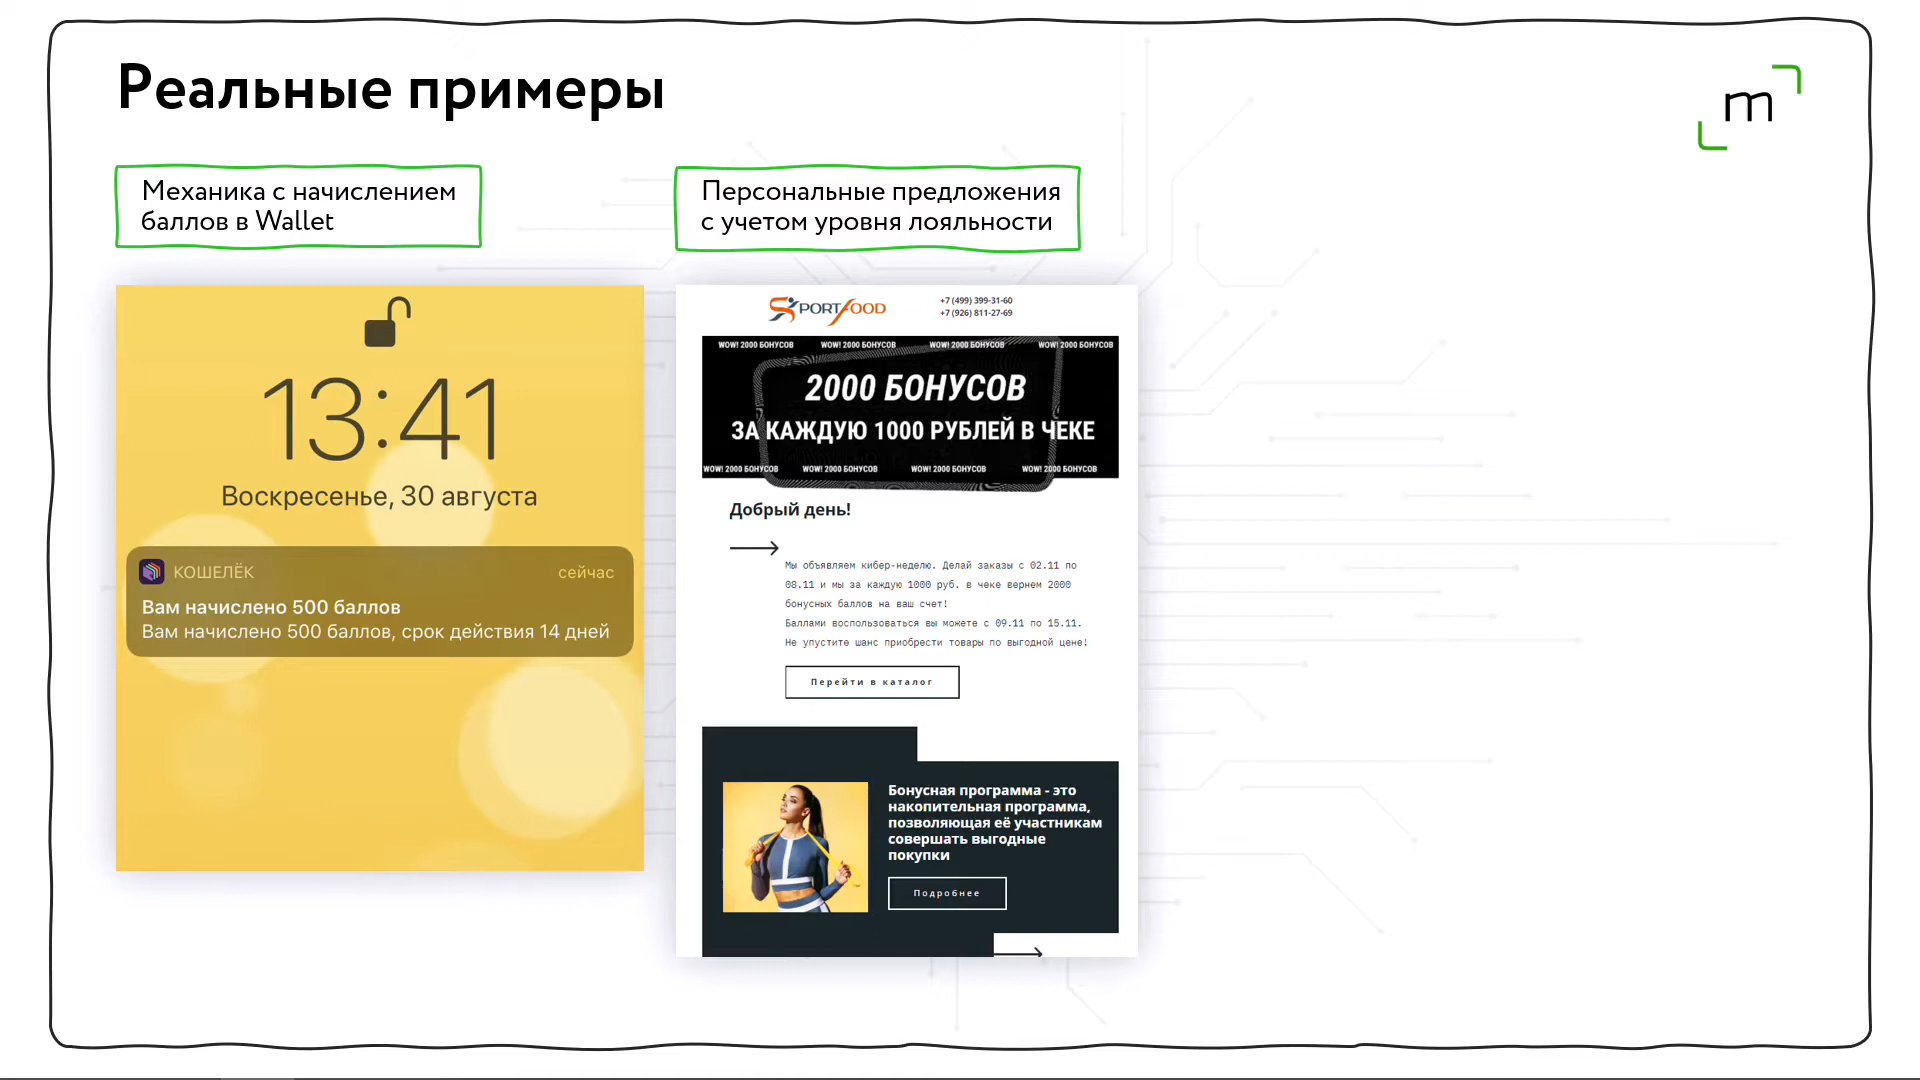 Реальные примеры
m
Механика с начислением
баллов в Wallet
Персональные предложения
с учетом уровня лояльности
13:41
Воскресенье, 30 августа
КОШЕЛЁК
сейчас
Вам начислено 500 баллов
Вам начислено 500 баллов, срок действия 14 дней
SPORTFOOD
+7 (499) 399-31-60
+7 (926) 811-27-69
WOW! 2000 БОНУСОВ WOW! 2000 БОНУСОВ WOW! 2000 БОНУСОВ WOW! 2000 БОНУСОВ
2000 БОНУСОВ
ЗА КАЖДУЮ 1000 РУБЛЕЙ В ЧЕКЕ
WOW! 2000 БОНУСОВ WOW! 2000 БОНУСОВ WOW! 2000 БОНУСОВ WOW! 2000 БОНУСОВ
Добрый день!
Мы объявляем кибер-неделю. Делай заказы с 02.11 по
08.11 и мы за каждую 1000 руб. в чеке вернем 2000
бонусных баллов на ваш счет!
Баллами воспользоваться вы можете с 09.11 по 15.11.
Не упустите шанс приобрести товары по выгодной цене!
Перейти в каталог
Бонусная программа - это
накопительная программа,
позволяющая её участникам
совершать выгодные
покупки
Подробнее